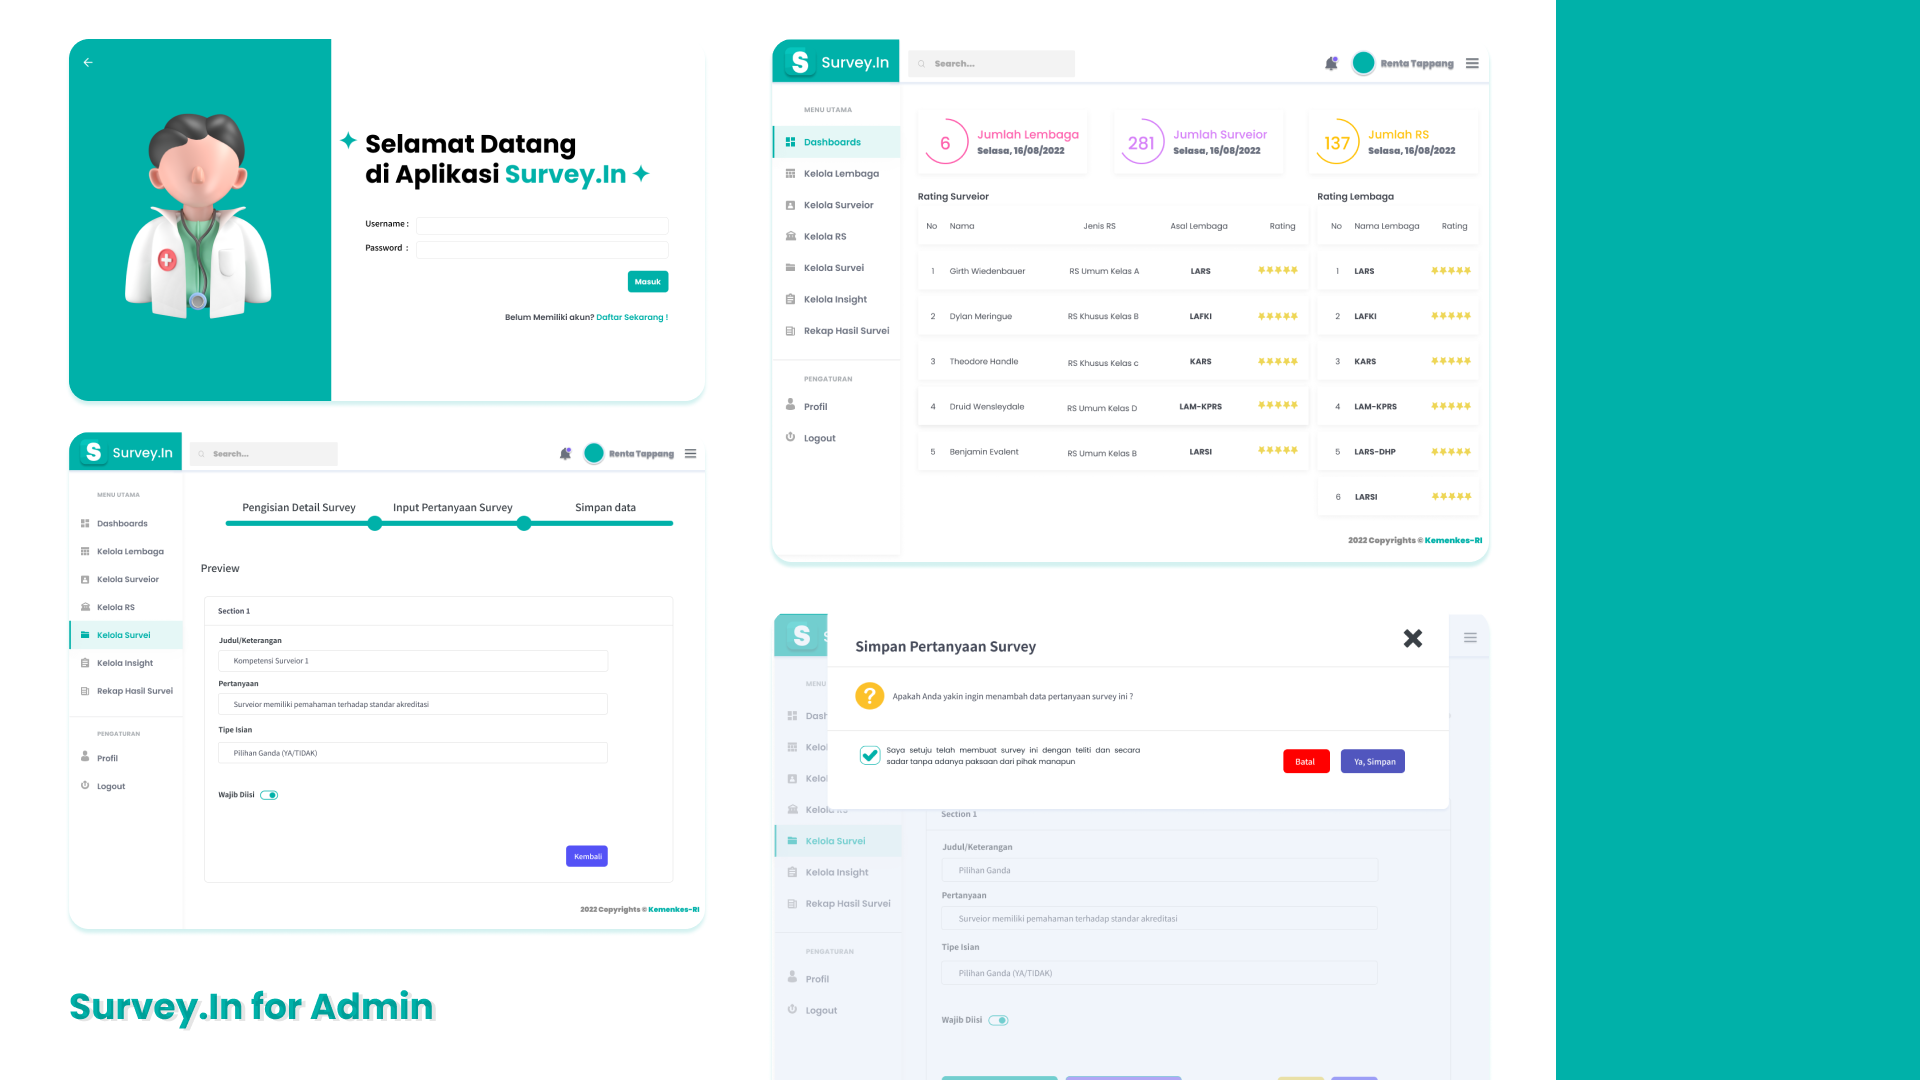 Selamat Datang
di Aplikasi Survey.In
Username :
Password :
Masuk
Belum Memiliki akun? Daftar Sekarang !
S Survey.In
Search...
Renta Tappang
MENU UTAMA
Dashboards
Kelola Lembaga
Kelola Surveior
Kelola RS
Kelola Survei
Kelola Insight
Rekap Hasil Survei
PENGATURAN
Profil
Logout
Pengisian Detail Survey
Input Pertanyaan Survey
Simpan data
Preview
Section 1
Judul/Keterangan
Kompetensi Surveior 1
Pertanyaan
Surveior memiliki pemahaman terhadap standar akreditasi
Tipe Isian
Pilihan Ganda (YA/TIDAK)
Wajib Diisi
Kembali
2022 Copyrights © Kemenkes-RI
Survey.In for Admin
S Survey.In
Search...
Renta Tappang
MENU UTAMA
Dashboards
Kelola Lembaga
Kelola Surveior
Kelola RS
Kelola Survei
Kelola Insight
Rekap Hasil Survei
PENGATURAN
Profil
Logout
6 Jumlah Lembaga
Selasa, 16/08/2022
281 Jumlah Surveior
Selasa, 16/08/2022
137 Jumlah RS
Selasa, 16/08/2022
Rating Surveior
No Nama Jenis RS Asal Lembaga Rating
1 Girth Wiedenbauer RS Umum Kelas A LARS
2 Dylan Meringue RS Khusus Kelas B LAFKI
3 Theodore Handle RS Khusus Kelas c KARS
4 Druid Wensleydale RS Umum Kelas D LAM-KPRS
5 Benjamin Evalent RS Umum Kelas B LARSI
Rating Lembaga
No Nama Lembaga Rating
1 LARS
2 LAFKI
3 KARS
4 LAM-KPRS
5 LARS-DHP
6 LARSI
2022 Copyrights © Kemenkes-RI
S
Simpan Pertanyaan Survey
? Apakah Anda yakin ingin menambah data pertanyaan survey ini ?
Saya setuju telah membuat survey ini dengan teliti dan secara
sadar tanpa adanya paksaan dari pihak manapun
Batal
Ya, Simpan
MENU
Dash
Kelo
Kelo
Kelola
Kelola Survei
Kelola Insight
Rekap Hasil Survei
PENGATURAN
Profil
Logout
Section 1
Judul/Keterangan
Pilihan Ganda
Pertanyaan
Surveior memiliki pemahaman terhadap standar akreditasi
Tipe Isian
Pilihan Ganda (YA/TIDAK)
Wajib Diisi